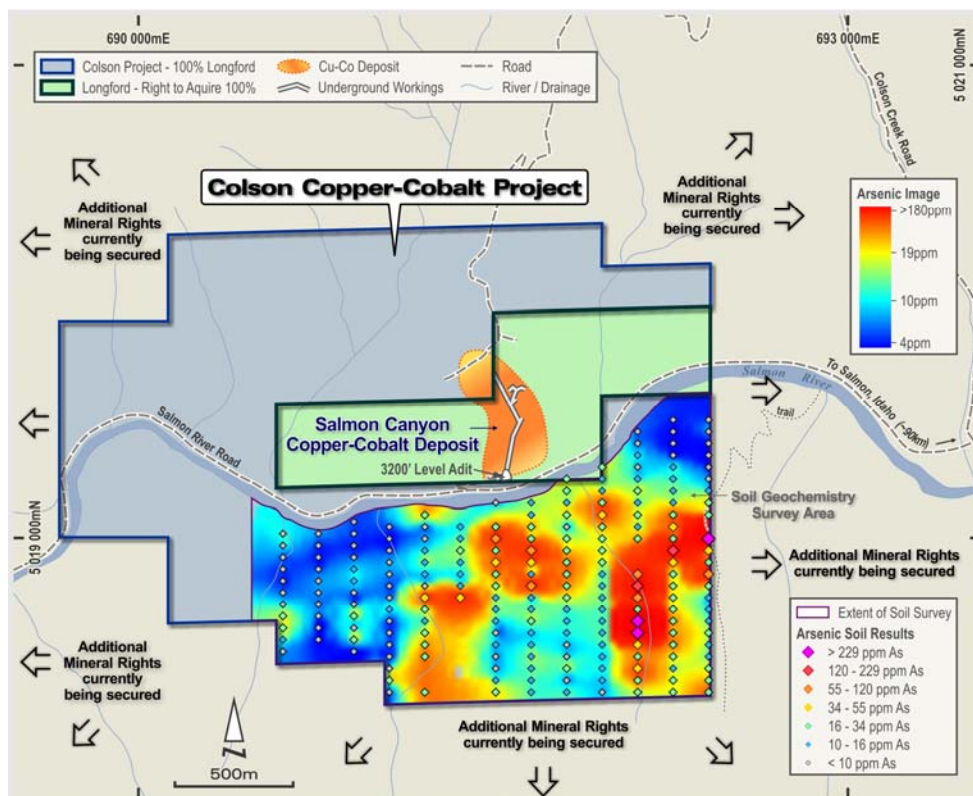 690 000mE
693 000mE
5 021 000mN
Colson Project - 100% Longford
Cu-Co Deposit
Road
Longford - Right to Aquire 100%
Underground Workings
River / Drainage
Colson Creek Road
Colson Copper-Cobalt Project
Additional
Mineral Rights
currently
being secured
Additional
Mineral Rights
currently
being secured
Arsenic Image
>180ppm
19ppm
10ppm
4ppm
To Salmon, Idaho (~90km)
Salmon River
trail
Salmon River Road
Salmon Canyon
Copper-Cobalt Deposit
3200' Level Adit
Soil Geochemistry
Survey Area
5 019 000mN
Additional Mineral Rights
currently being secured
Additional
Mineral Rights
currently
being secured
Extent of Soil Survey
Arsenic Soil Results
> 229 ppm As
120 - 229 ppm As
55 - 120 ppm As
34 - 55 ppm As
16 - 34 ppm As
10 - 16 ppm As
< 10 ppm As
Additional Mineral Rights
currently being secured
N
500m